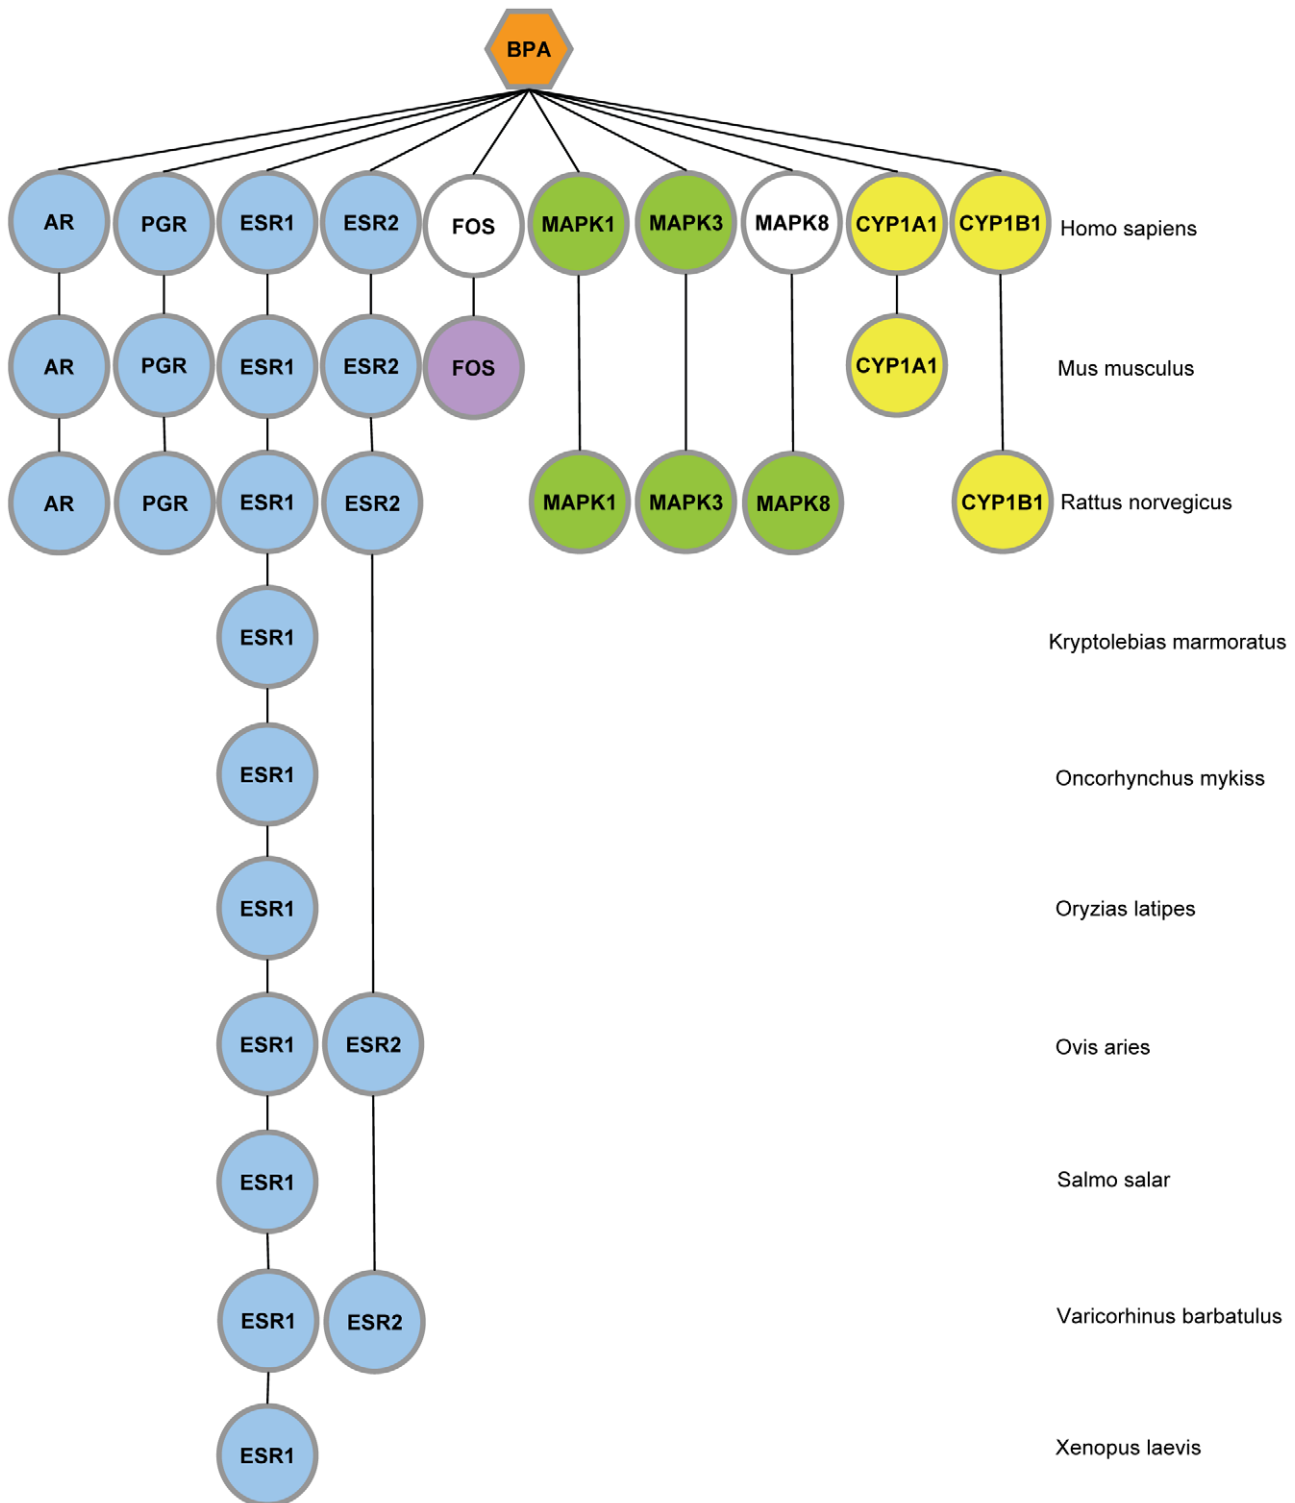 BPA
AR PGR ESR1 ESR2 FOS MAPK1 MAPK3 MAPK8 CYP1A1 CYP1B1 Homo sapiens
AR PGR ESR1 ESR2 FOS CYP1A1 Mus musculus
AR PGR ESR1 ESR2 MAPK1 MAPK3 MAPK8 CYP1B1 Rattus norvegicus
ESR1 Kryptolebias marmoratus
ESR1 Oncorhynchus mykiss
ESR1 Oryzias latipes
ESR1 ESR2 Ovis aries
ESR1 Salmo salar
ESR1 ESR2 Varicorhinus barbatulus
ESR1 Xenopus laevis